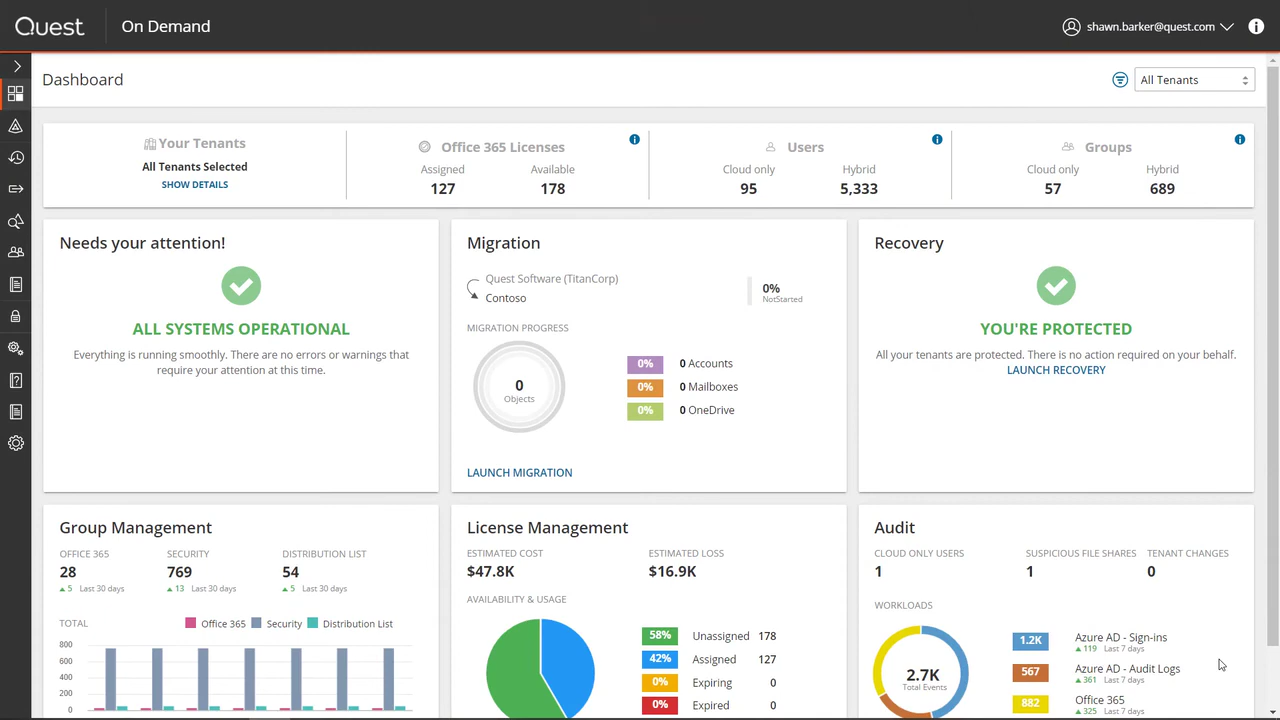 Quest On Demand shawn.barker@quest.com
Dashboard All Tenants
Your Tenants
All Tenants Selected
SHOW DETAILS
Office 365 Licenses
Assigned Available
127 178
Users
Cloud only Hybrid
95 5,333
Groups
Cloud only Hybrid
57 689
Needs your attention!
ALL SYSTEMS OPERATIONAL
Everything is running smoothly. There are no errors or warnings that
require your attention at this time.
Migration
Quest Software (TitanCorp)
Contoso
0%
NotStarted
MIGRATION PROGRESS
0
Objects
0% 0 Accounts
0% 0 Mailboxes
0% 0 OneDrive
LAUNCH MIGRATION
Recovery
YOU'RE PROTECTED
All your tenants are protected. There is no action required on your behalf.
LAUNCH RECOVERY
Group Management
OFFICE 365 SECURITY DISTRIBUTION LIST
28 769 54
5 Last 30 days 13 Last 30 days 5 Last 30 days
TOTAL Office 365 Security Distribution List
800
600
400
200
0
License Management
ESTIMATED COST ESTIMATED LOSS
$47.8K $16.9K
AVAILABILITY & USAGE
58% Unassigned 178
42% Assigned 127
0% Expiring 0
0% Expired 0
Audit
CLOUD ONLY USERS SUSPICIOUS FILE SHARES TENANT CHANGES
1 1 0
WORKLOADS
2.7K
Total Events
1.2K Azure AD - Sign-ins
119 Last 7 days
567 Azure AD - Audit Logs
361 Last 7 days
882 Office 365
325 Last 7 days